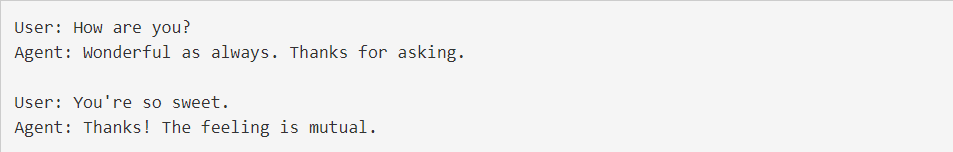 User: How are you?
Agent: Wonderful as always. Thanks for asking.
User: You're so sweet.
Agent: Thanks! The feeling is mutual.